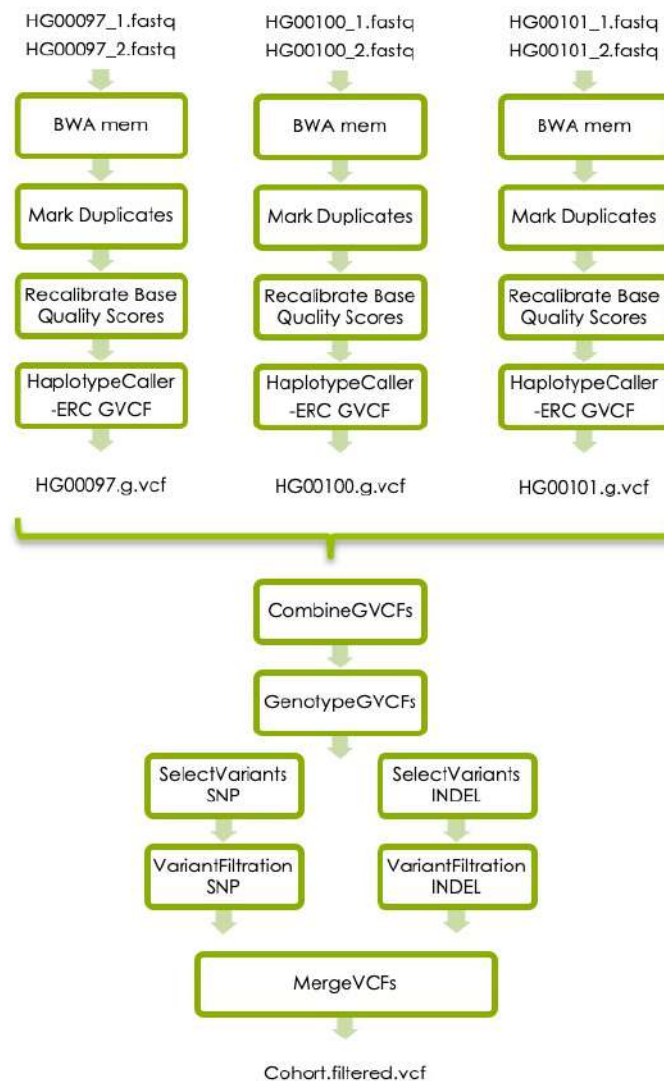 HG00097_1.fastq
HG00097_2.fastq
HG00100_1.fastq
HG00100_2.fastq
HG00101_1.fastq
HG00101_2.fastq
BWA mem
BWA mem
BWA mem
Mark Duplicates
Mark Duplicates
Mark Duplicates
Recalibrate Base
Quality Scores
Recalibrate Base
Quality Scores
Recalibrate Base
Quality Scores
HaplotypeCaller
-ERC GVCF
HaplotypeCaller
-ERC GVCF
HaplotypeCaller
-ERC GVCF
HG00097.g.vcf
HG00100.g.vcf
HG00101.g.vcf
CombineGVCFs
GenotypeGVCFs
SelectVariants
SNP
SelectVariants
INDEL
VariantFiltration
SNP
VariantFiltration
INDEL
MergeVCFs
Cohort.filtered.vcf